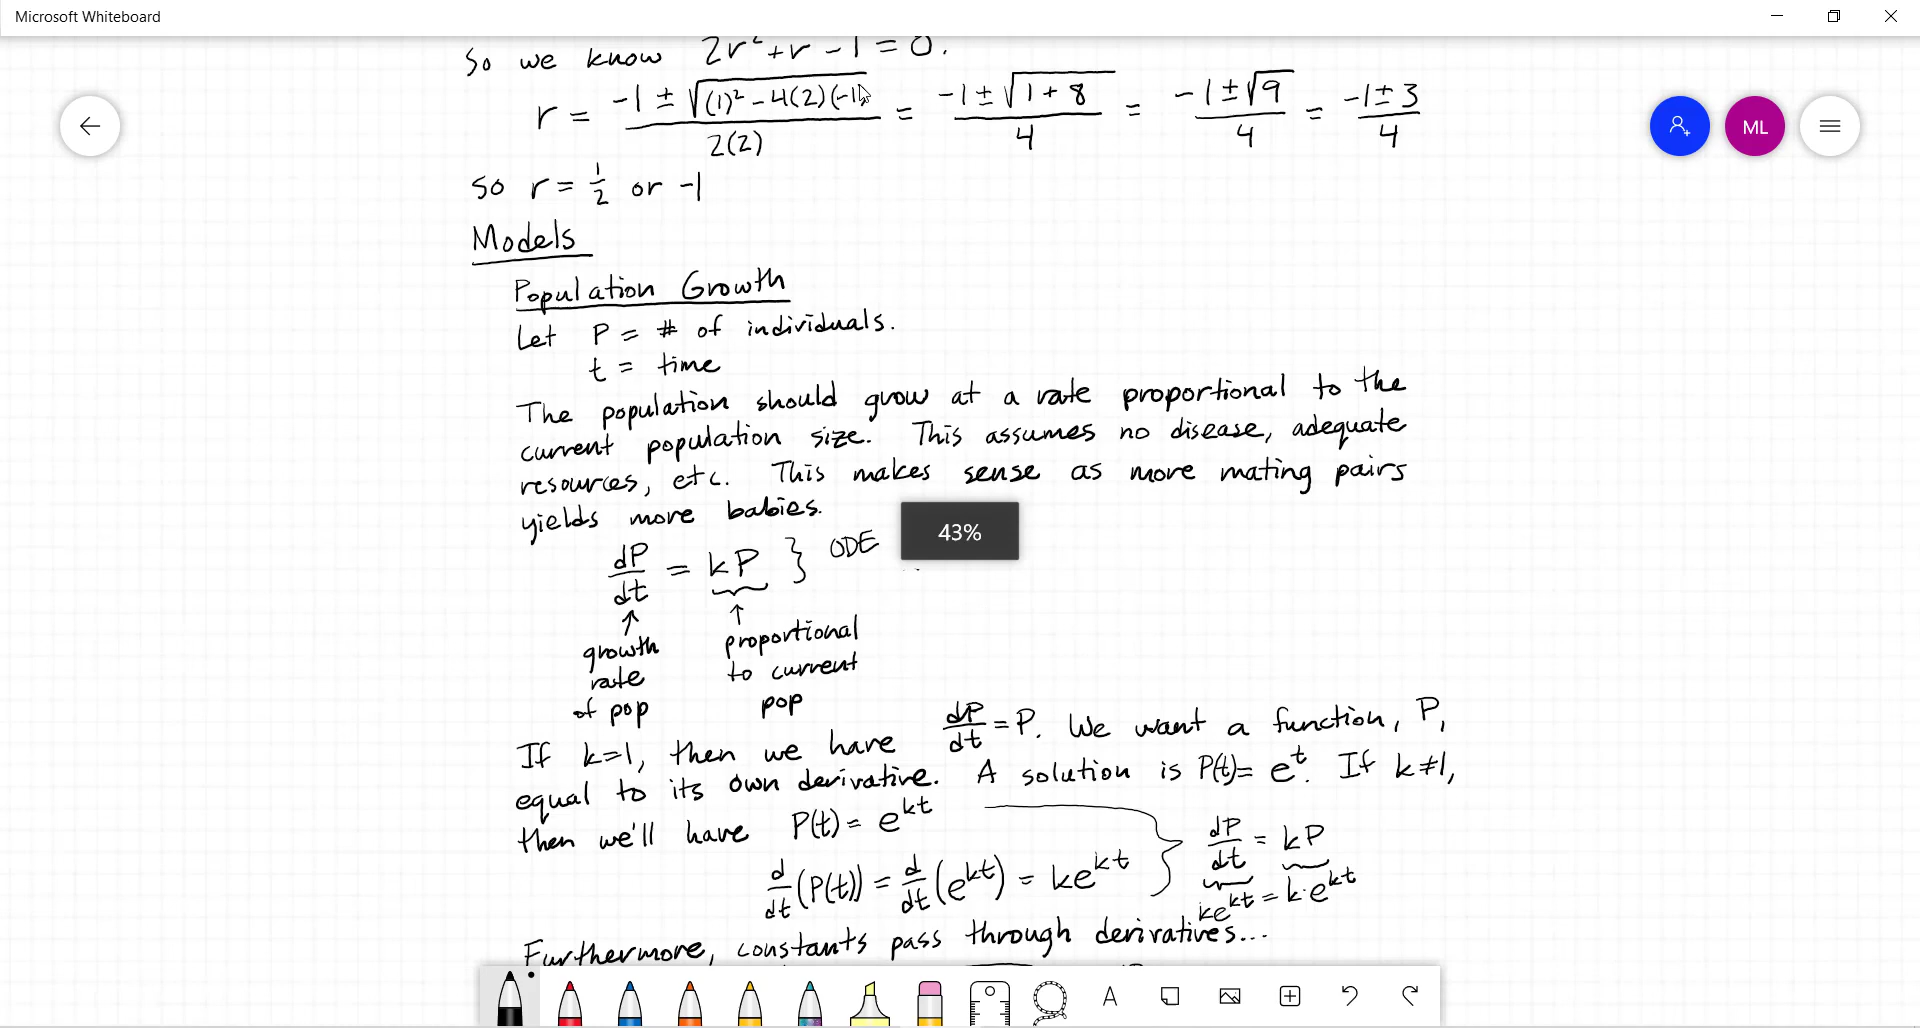 Microsoft Whiteboard
So we know 2r² + r - 1 = 0.
r = (-1 ± √((1)² - 4(2)(-1)))/(2(2)) = (-1 ± √(1 + 8))/4 = (-1 ± √9)/4 = (-1 ± 3)/4
ML
So r = 1/2 or -1
Models
Population Growth
Let P = # of individuals.
t = time
The population should grow at a rate proportional to the
current population size. This assumes no disease, adequate
resources, etc. This makes sense as more mating pairs
yields more babies.
43%
dP/dt = kP } ODE
↑ growth rate of pop
↑ proportional to current pop
If k=1, then we have dP/dt = P. We want a function, P,
equal to its own derivative. A solution is P(t) = e^t. If k≠1,
then we'll have P(t) = e^kt
d/dt (P(t)) = d/dt (e^kt) = ke^kt } dP/dt = kP
ke^kt = k·e^kt
Furthermore, constants pass through derivatives...
A